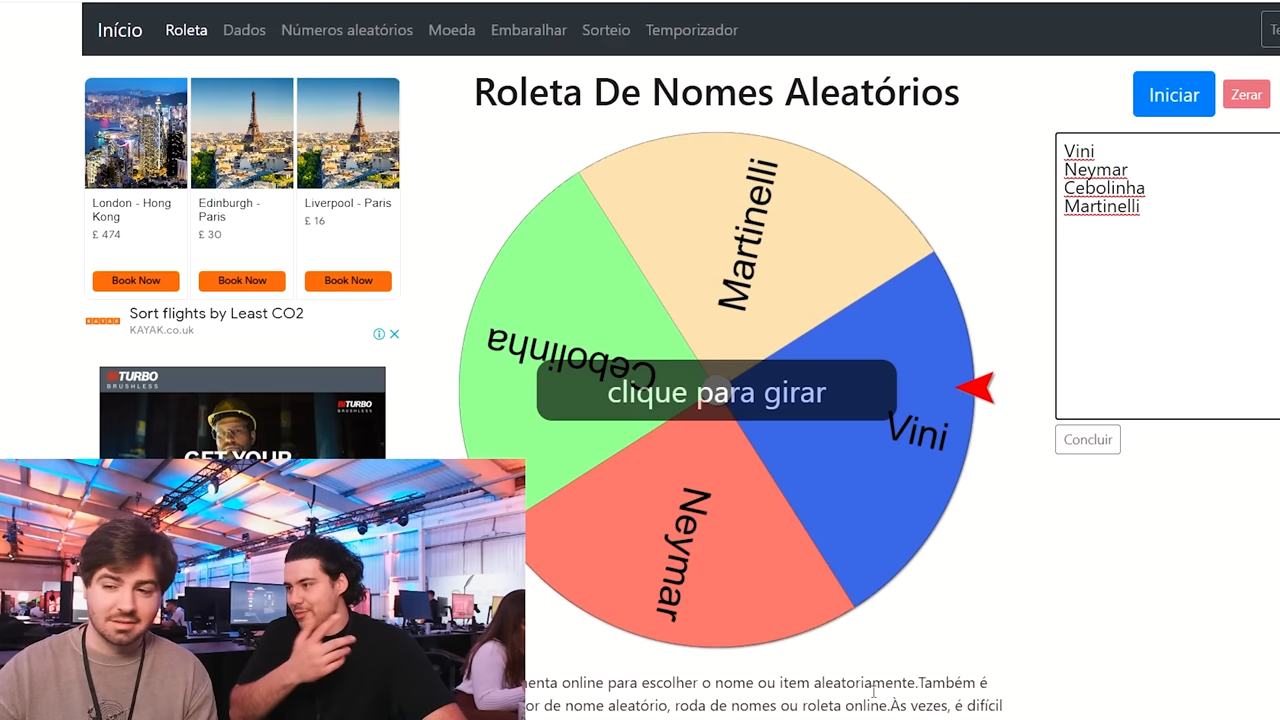 Início Roleta Dados Números aleatórios Moeda Embaralhar Sorteio Temporizador
Roleta De Nomes Aleatórios
Iniciar
Zerar
London - Hong
Kong
£ 474
Book Now
Edinburgh -
Paris
£ 30
Book Now
Liverpool - Paris
£ 16
Book Now
KAYAK
Sort flights by Least CO2
KAYAK.co.uk
TURBO
BRUSHLESS
TURBO
BRUSHLESS
GET YOUR
Martinelli
Cebolinha
clique para girar
Vini
Neymar
Vini
Neymar
Cebolinha
Martinelli
Concluir
online para escolher o nome ou item aleatoriamente.Também é
de nome aleatório, roda de nomes ou roleta online.Às vezes, é difícil